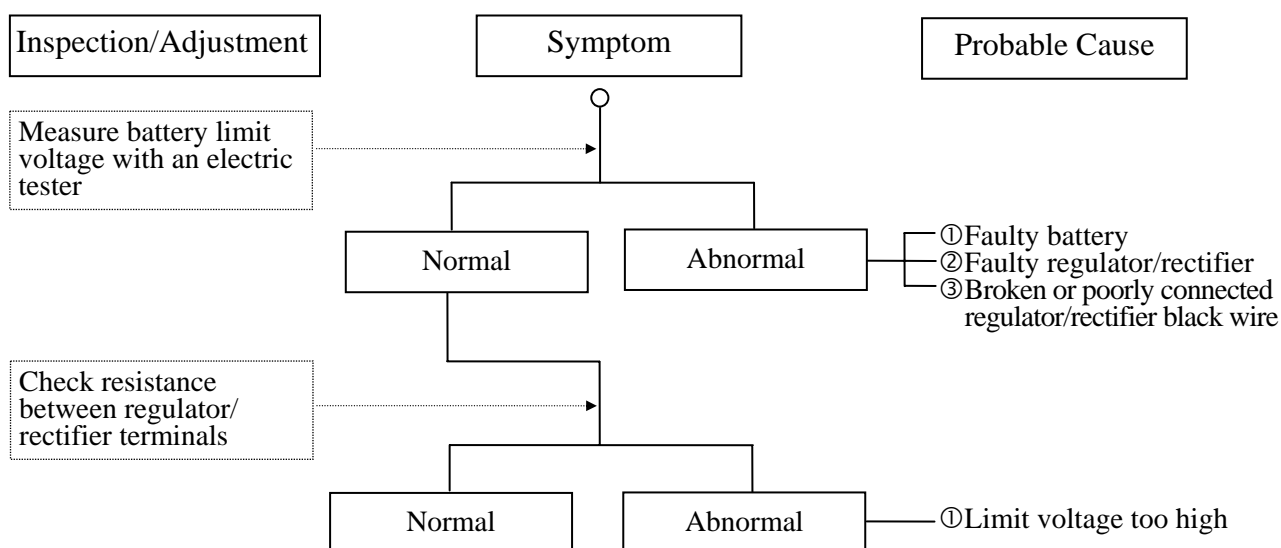 Inspection/Adjustment
Symptom
Probable Cause
Measure battery limit
voltage with an electric
tester
Normal
Abnormal
①Faulty battery
②Faulty regulator/rectifier
③Broken or poorly connected
regulator/rectifier black wire
Check resistance
between regulator/
rectifier terminals
Normal
Abnormal
①Limit voltage too high